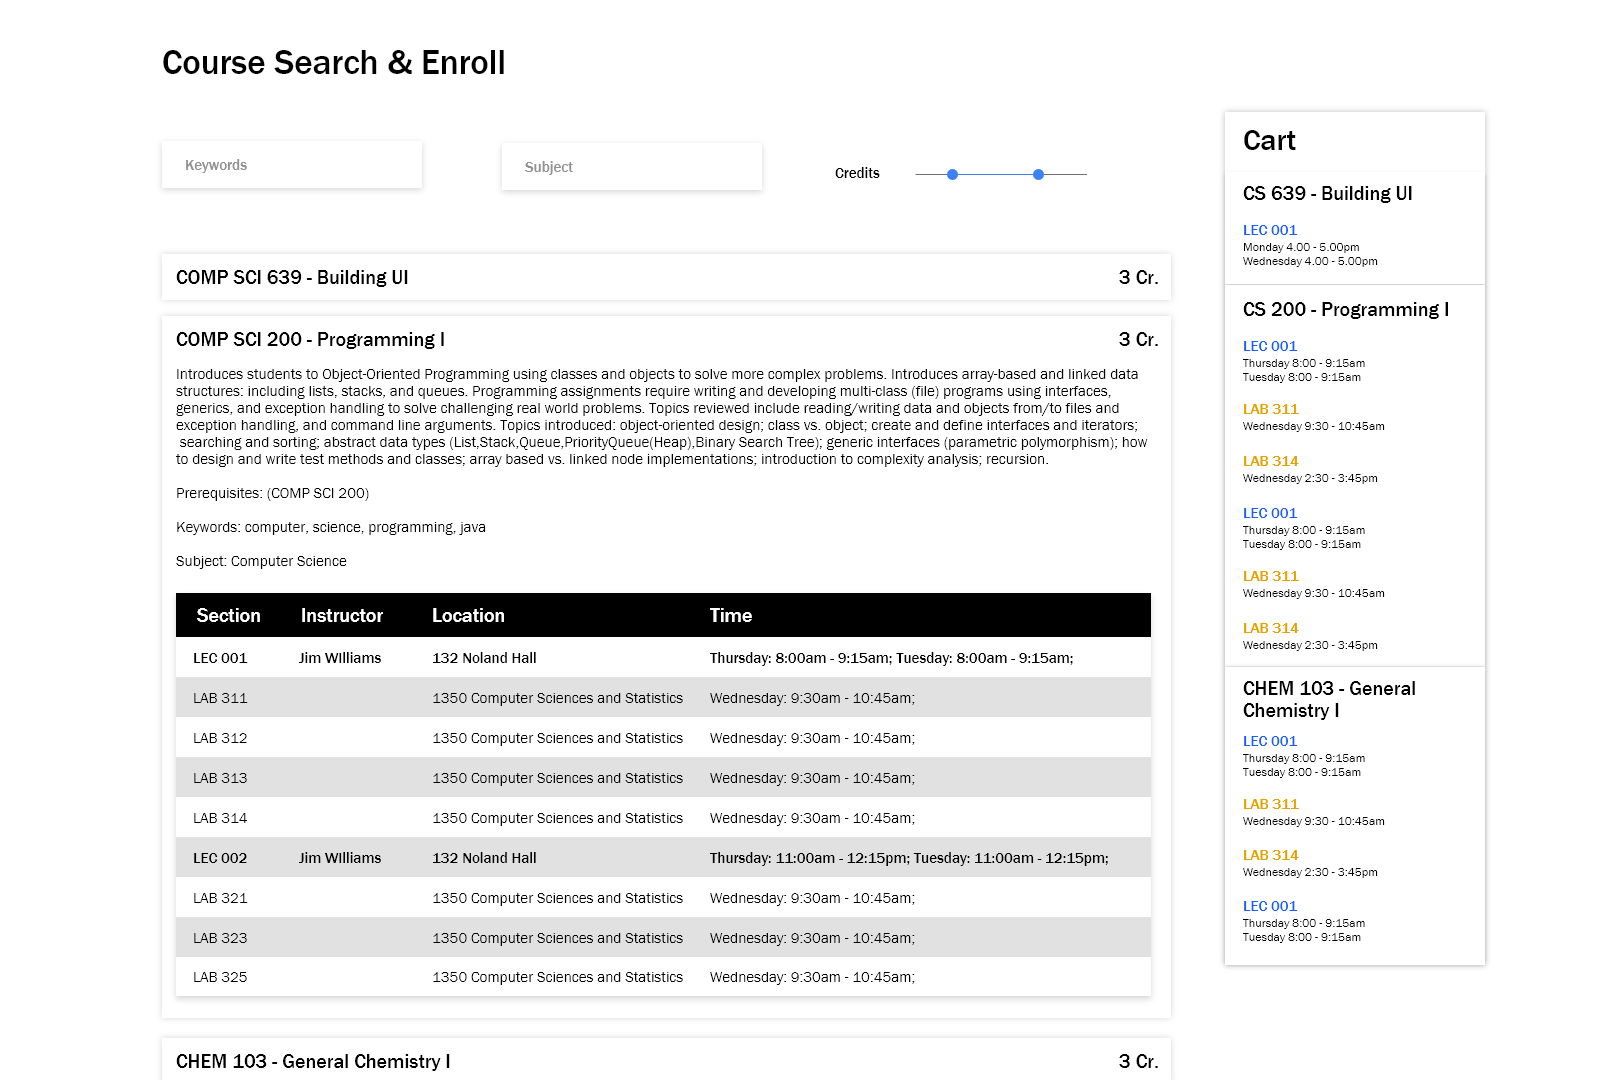 Course Search & Enroll
Keywords
Subject
Credits
COMP SCI 639 - Building UI 3 Cr.
COMP SCI 200 - Programming I 3 Cr.
Introduces students to Object-Oriented Programming using classes and objects to solve more complex problems. Introduces array-based and linked data
structures: including lists, stacks, and queues. Programming assignments require writing and developing multi-class (file) programs using interfaces,
generics, and exception handling to solve challenging real world problems. Topics reviewed include reading/writing data and objects from/to files and
exception handling, and command line arguments. Topics introduced: object-oriented design; class vs. object; create and define interfaces and iterators;
searching and sorting; abstract data types (List,Stack,Queue,PriorityQueue(Heap),Binary Search Tree); generic interfaces (parametric polymorphism); how
to design and write test methods and classes; array based vs. linked node implementations; introduction to complexity analysis; recursion.
Prerequisites: (COMP SCI 200)
Keywords: computer, science, programming, java
Subject: Computer Science
Section Instructor Location Time
LEC 001 Jim WIlliams 132 Noland Hall Thursday: 8:00am - 9:15am; Tuesday: 8:00am - 9:15am;
LAB 311 1350 Computer Sciences and Statistics Wednesday: 9:30am - 10:45am;
LAB 312 1350 Computer Sciences and Statistics Wednesday: 9:30am - 10:45am;
LAB 313 1350 Computer Sciences and Statistics Wednesday: 9:30am - 10:45am;
LAB 314 1350 Computer Sciences and Statistics Wednesday: 9:30am - 10:45am;
LEC 002 Jim WIlliams 132 Noland Hall Thursday: 11:00am - 12:15pm; Tuesday: 11:00am - 12:15pm;
LAB 321 1350 Computer Sciences and Statistics Wednesday: 9:30am - 10:45am;
LAB 323 1350 Computer Sciences and Statistics Wednesday: 9:30am - 10:45am;
LAB 325 1350 Computer Sciences and Statistics Wednesday: 9:30am - 10:45am;
CHEM 103 - General Chemistry I 3 Cr.
Cart
CS 639 - Building UI
LEC 001
Monday 4.00 - 5.00pm
Wednesday 4.00 - 5.00pm
CS 200 - Programming I
LEC 001
Thursday 8:00 - 9:15am
Tuesday 8:00 - 9:15am
LAB 311
Wednesday 9:30 - 10:45am
LAB 314
Wednesday 2:30 - 3:45pm
LEC 001
Thursday 8:00 - 9:15am
Tuesday 8:00 - 9:15am
LAB 311
Wednesday 9:30 - 10:45am
LAB 314
Wednesday 2:30 - 3:45pm
CHEM 103 - General
Chemistry I
LEC 001
Thursday 8:00 - 9:15am
Tuesday 8:00 - 9:15am
LAB 311
Wednesday 9:30 - 10:45am
LAB 314
Wednesday 2:30 - 3:45pm
LEC 001
Thursday 8:00 - 9:15am
Tuesday 8:00 - 9:15am